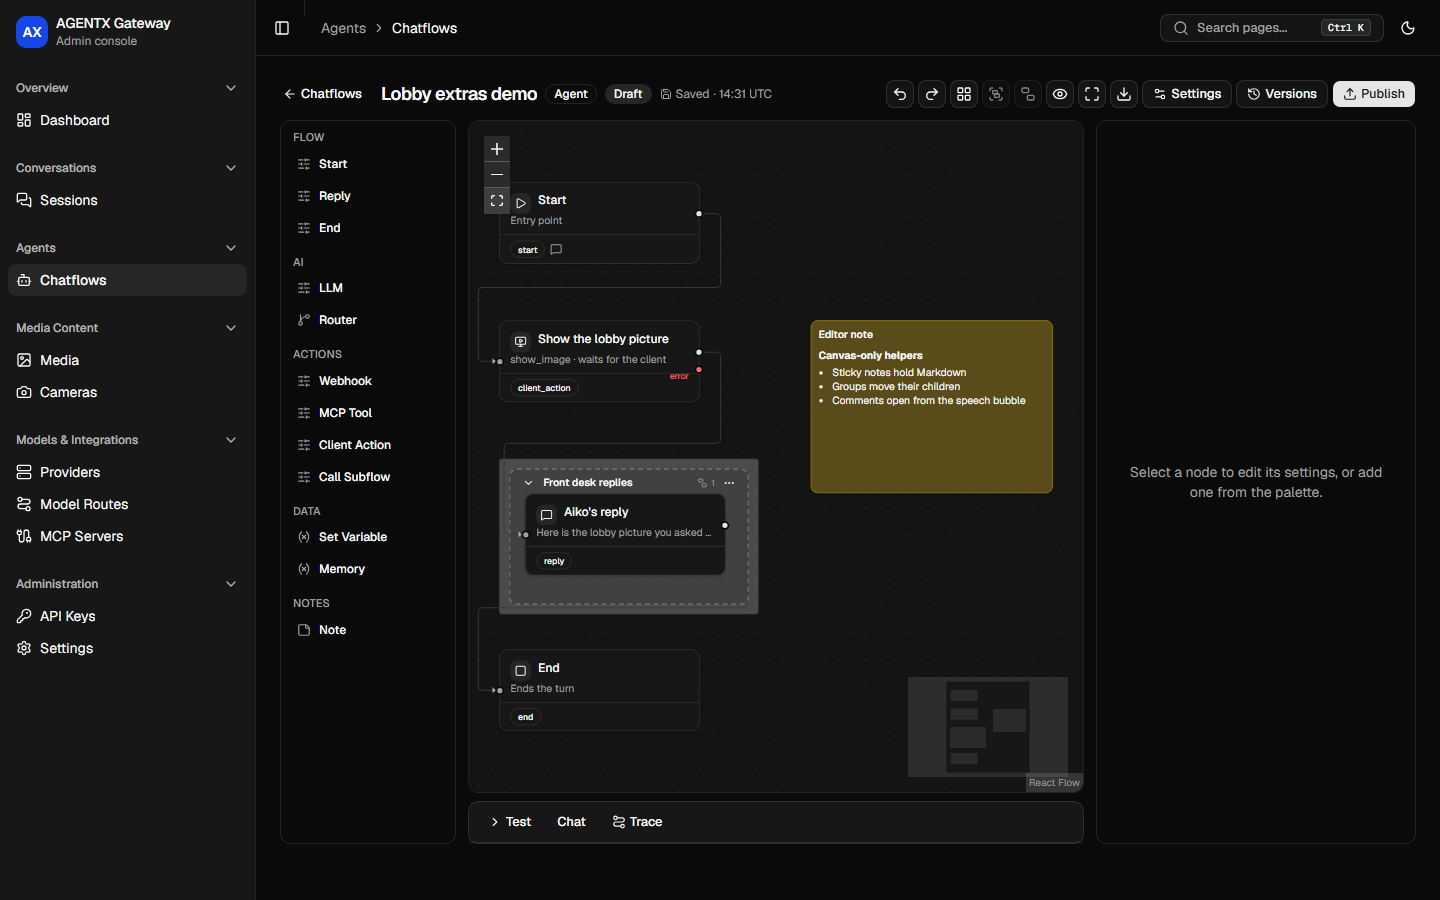 AX
AGENTX Gateway
Admin console
Overview
Dashboard
Conversations
Sessions
Agents
Chatflows
Media Content
Media
Cameras
Models & Integrations
Providers
Model Routes
MCP Servers
Administration
API Keys
Settings
Agents
Chatflows
Search pages...
Ctrl K
Chatflows
Lobby extras demo
Agent
Draft
Saved · 14:31 UTC
Settings
Versions
Publish
FLOW
Start
Reply
End
AI
LLM
Router
ACTIONS
Webhook
MCP Tool
Client Action
Call Subflow
DATA
Set Variable
Memory
NOTES
Note
Start
Entry point
start
Show the lobby picture
show_image · waits for the client
error
client_action
Front desk replies
1
Aiko's reply
Here is the lobby picture you asked ...
reply
End
Ends the turn
end
Editor note
Canvas-only helpers
• Sticky notes hold Markdown
• Groups move their children
• Comments open from the speech bubble
React Flow
Test
Chat
Trace
Select a node to edit its settings, or add
one from the palette.